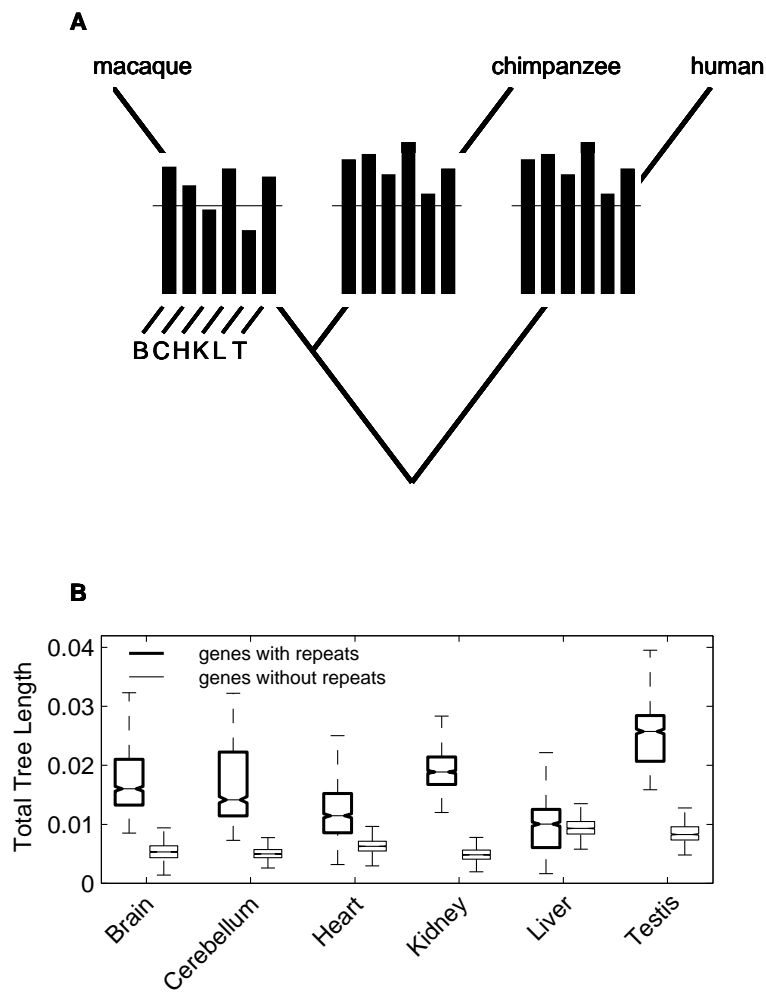 A
macaque chimpanzee human
B C H K L T
B
Total Tree Length
0.04
0.03
0.02
0.01
0
genes with repeats
genes without repeats
Brain
Cerebellum
Heart
Kidney
Liver
Testis